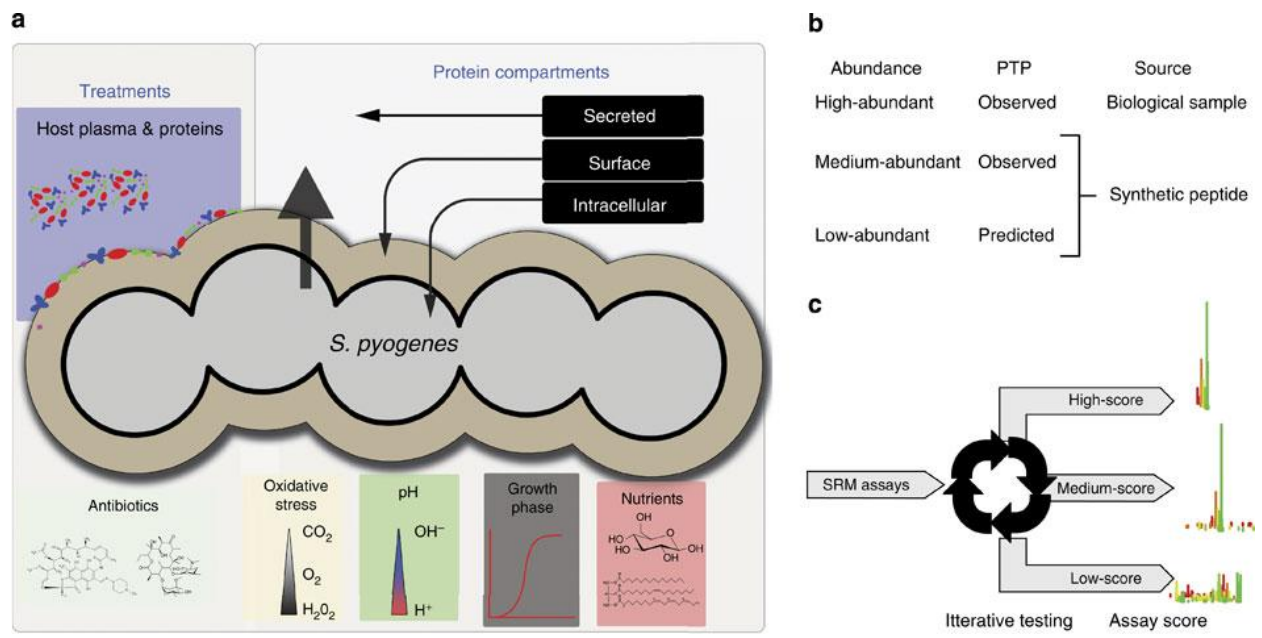 a
Treatments
Host plasma & proteins
Protein compartments
Secreted
Surface
Intracellular
S. pyogenes
Antibiotics
Oxidative
stress
CO₂
O₂
H₂0₂
pH
OH⁻
H⁺
Growth
phase
Nutrients
OH
HO
HO
OH
OH
b
Abundance PTP Source
High-abundant Observed Biological sample
Medium-abundant Observed
Synthetic peptide
Low-abundant Predicted
c
SRM assays
High-score
Medium-score
Low-score
Itterative testing Assay score